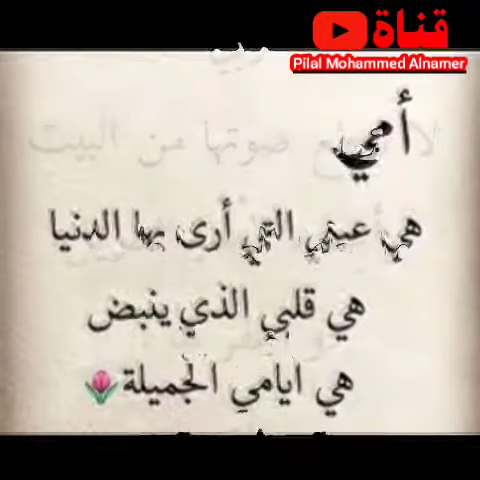 قناة
Pilal Mohammed Alnamer
أمي
هي عيني التي أرى بها الدنيا
هي قلبي الذي ينبض
هي ايامي الجميلة🌷